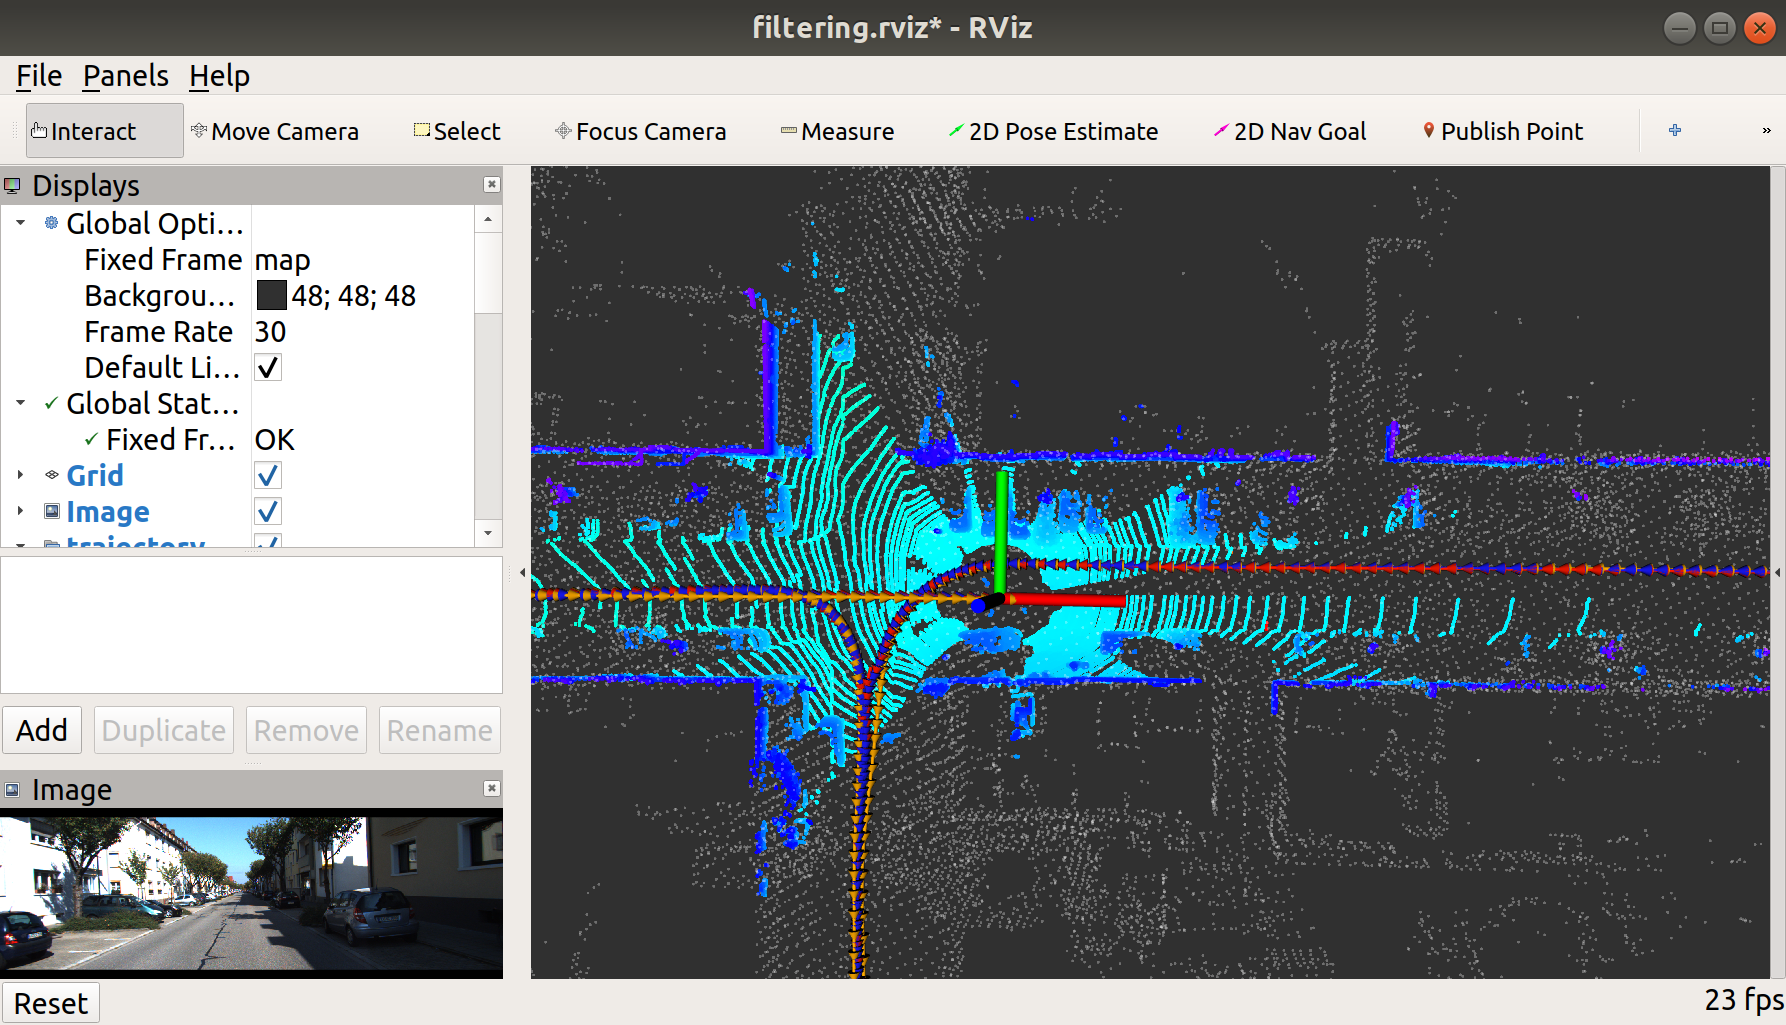 filtering.rviz* - RViz
File Panels Help
Interact Move Camera Select Focus Camera Measure 2D Pose Estimate 2D Nav Goal Publish Point »
Displays
Global Opti...
Fixed Frame map
Backgrou... 48; 48; 48
Frame Rate 30
Default Li...
Global Stat...
Fixed Fr... OK
Grid
Image
trajectory
Add Duplicate Remove Rename
Image
Reset 23 fps